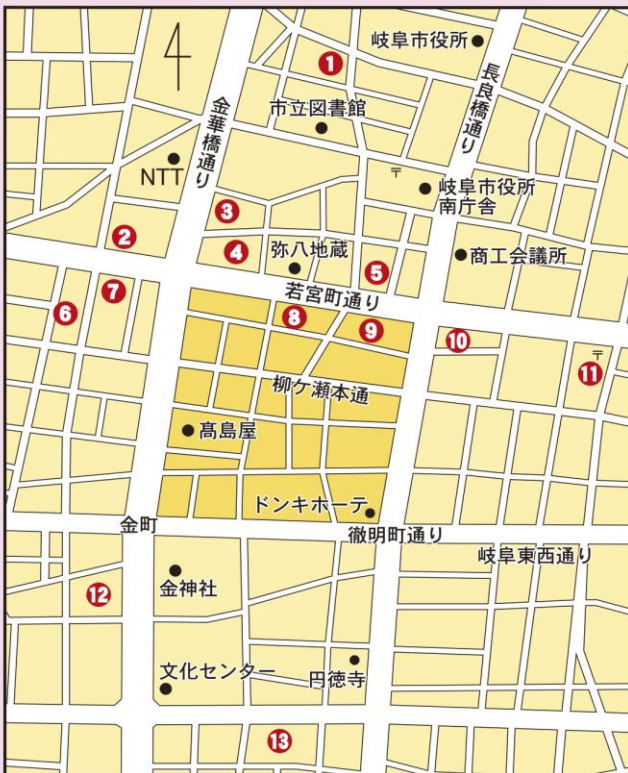 岐阜市役所
1
長良橋通り
市立図書館
金華橋通り
NTT
〒
岐阜市役所
南庁舎
3
2
4
弥八地蔵
5
商工会議所
若宮町通り
7
6
8
9
10
〒
11
柳ケ瀬本通
髙島屋
ドンキホーテ
金町
徹明町通り
岐阜東西通り
金神社
12
文化センター
円徳寺
13